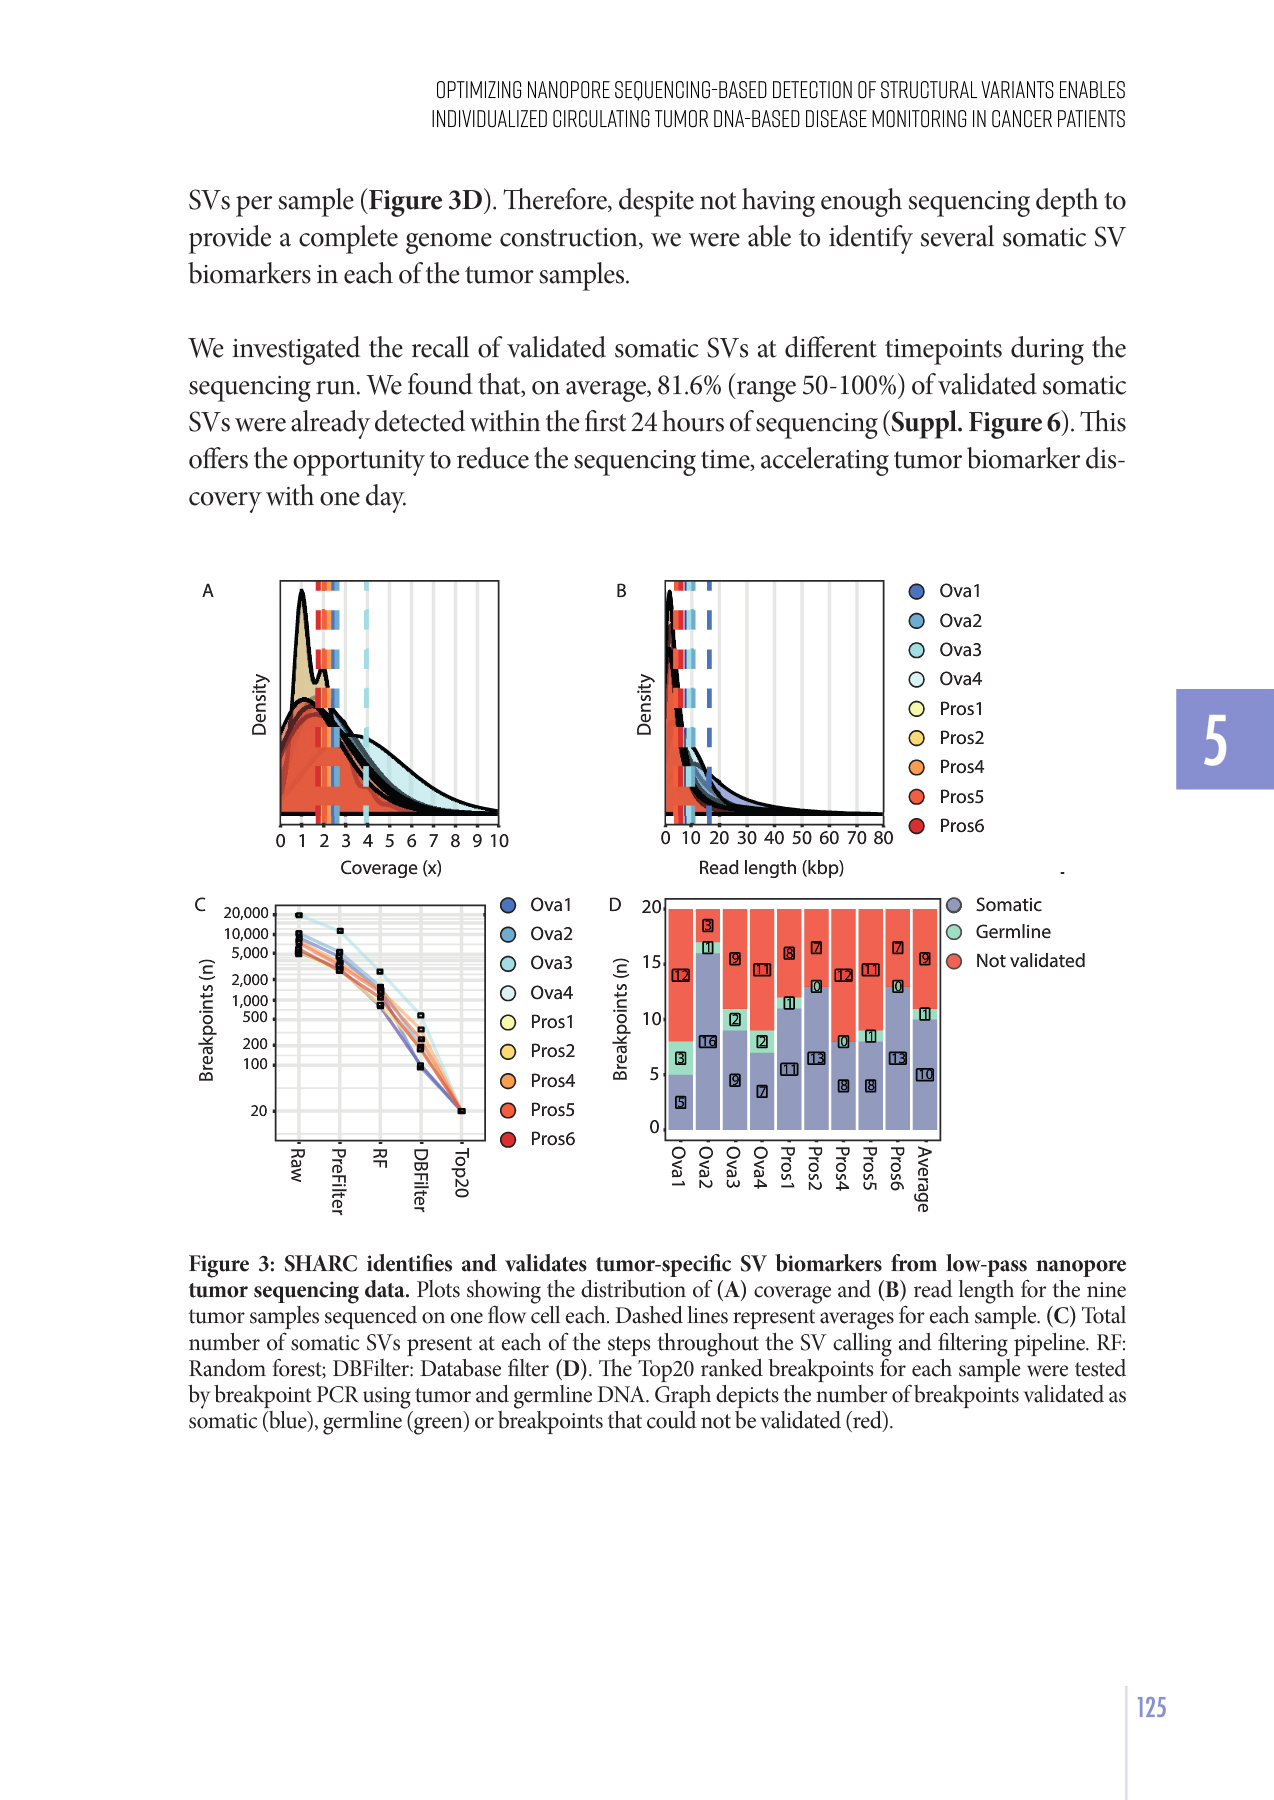 OPTIMIZING NANOPORE SEQUENCING-BASED DETECTION OF STRUCTURAL VARIANTS ENABLES
INDIVIDUALIZED CIRCULATING TUMOR DNA-BASED DISEASE MONITORING IN CANCER PATIENTS
SVs per sample (Figure 3D). Therefore, despite not having enough sequencing depth to
provide a complete genome construction, we were able to identify several somatic SV
biomarkers in each of the tumor samples.
We investigated the recall of validated somatic SVs at different timepoints during the
sequencing run. We found that, on average, 81.6% (range 50-100%) of validated somatic
SVs were already detected within the first 24 hours of sequencing (Suppl. Figure 6). This
offers the opportunity to reduce the sequencing time, accelerating tumor biomarker dis-
covery with one day.
A
Density
0 1 2 3 4 5 6 7 8 9 10
Coverage (x)
B
Density
0 10 20 30 40 50 60 70 80
Read length (kbp)
Ova1
Ova2
Ova3
Ova4
Pros1
Pros2
Pros4
Pros5
Pros6
5
C
Breakpoints (n)
20,000
10,000
5,000
2,000
1,000
500
200
100
20
Raw PreFilter RF DBFilter Top20
Ova1
Ova2
Ova3
Ova4
Pros1
Pros2
Pros4
Pros5
Pros6
D
Breakpoints (n)
20
15
10
5
0
12 3 9 11 8 7 12 11 7 9
3 1 2 2 1 0 0 1 0 1
5 16 9 7 11 13 8 8 13 10
Ova1 Ova2 Ova3 Ova4 Pros1 Pros2 Pros4 Pros5 Pros6 Average
Somatic
Germline
Not validated
Figure 3: SHARC identifies and validates tumor-specific SV biomarkers from low-pass nanopore
tumor sequencing data. Plots showing the distribution of (A) coverage and (B) read length for the nine
tumor samples sequenced on one flow cell each. Dashed lines represent averages for each sample. (C) Total
number of somatic SVs present at each of the steps throughout the SV calling and filtering pipeline. RF:
Random forest; DBFilter: Database filter (D). The Top20 ranked breakpoints for each sample were tested
by breakpoint PCR using tumor and germline DNA. Graph depicts the number of breakpoints validated as
somatic (blue), germline (green) or breakpoints that could not be validated (red).
125